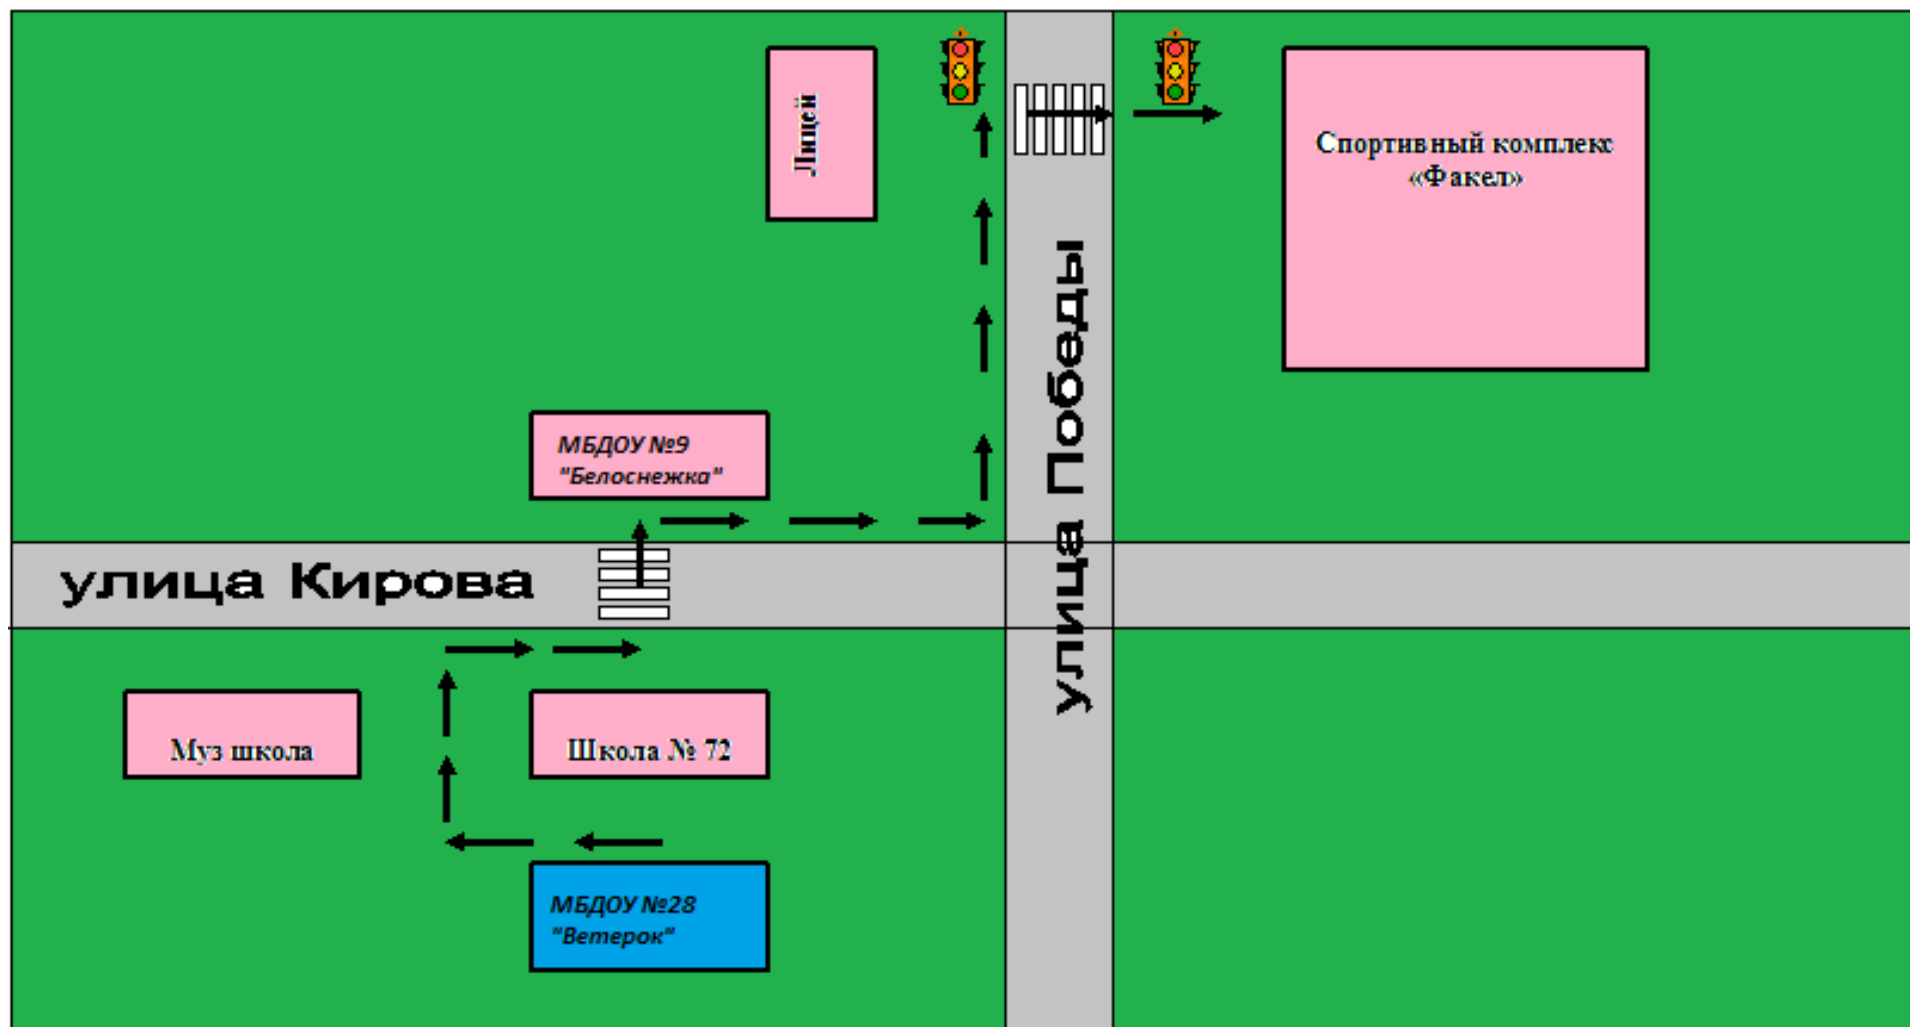 Лицей
Спортивный комплекс
«Факел»
улица Победы
МБДОУ №9
"Белоснежка"
улица Кирова
Муз школа
Школа № 72
МБДОУ №28
"Ветерок"